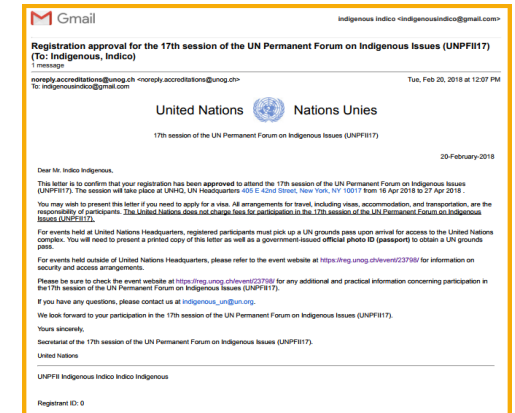 Gmail
indigenous indico <indigenousindico@gmail.com>
Registration approval for the 17th session of the UN Permanent Forum on Indigenous Issues (UNPFII17)
(To: Indigenous, Indico)
1 message
noreply.accreditations@unog.ch <noreply.accreditations@unog.ch>
Tue, Feb 20, 2018 at 12:07 PM
To: indigenousindico@gmail.com
United Nations Nations Unies
17th session of the UN Permanent Forum on Indigenous Issues (UNPFII17)
20-February-2018
Dear Mr. Indico Indigenous,
This letter is to confirm that your registration has been approved to attend the 17th session of the UN Permanent Forum on Indigenous Issues
(UNPFII17). The session will take place at UNHQ, UN Headquarters 405 E 42nd Street, New York, NY 10017 from 16 Apr 2018 to 27 Apr 2018 .
You may wish to present this letter if you need to apply for a visa. All arrangements for travel, including visas, accommodation, and transportation, are the
responsibility of participants. The United Nations does not charge fees for participation in the 17th session of the UN Permanent Forum on Indigenous
Issues (UNPFII17).
For events held at United Nations Headquarters, registered participants must pick up a UN grounds pass upon arrival for access to the United Nations
complex. You will need to present a printed copy of this letter as well as a government-issued official photo ID (passport) to obtain a UN grounds
pass.
For events held outside of United Nations Headquarters, please refer to the event website at https://reg.unog.ch/event/23798/ for information on
security and access arrangements.
Please be sure to check the event website at https://reg.unog.ch/event/23798/ for any additional and practical information concerning participation in
the17th session of the UN Permanent Forum on Indigenous Issues (UNPFII17).
If you have any questions, please contact us at indigenous_un@un.org.
We look forward to your participation in the 17th session of the UN Permanent Forum on Indigenous Issues (UNPFII17).
Yours sincerely,
Secretariat of the 17th session of the UN Permanent Forum on Indigenous Issues (UNPFII17).
United Nations
UNPFII Indigenous Indico Indico Indigenous
Registrant ID: 0